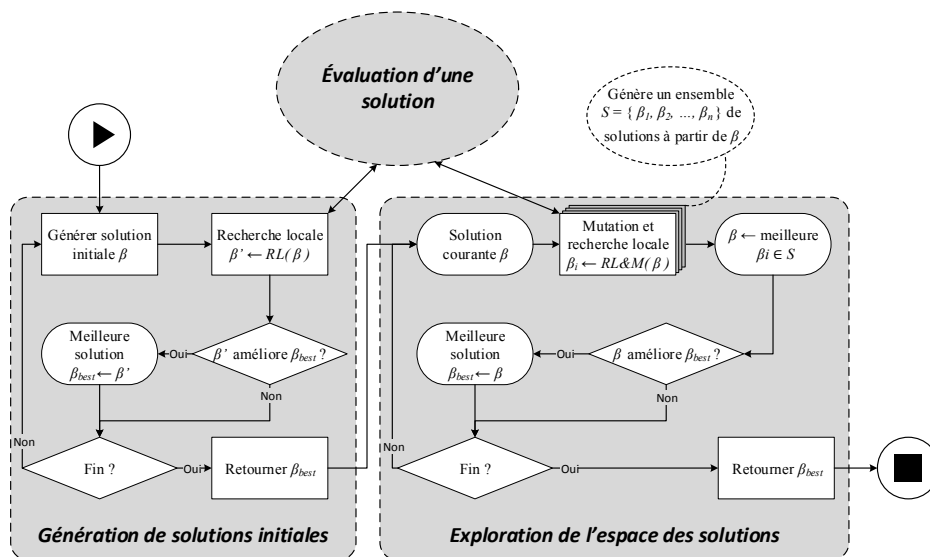 Évaluation d'une
solution
Génère un ensemble
S = { β1, β2, ..., βn} de
solutions à partir de β
Générer solution
initiale β
Recherche locale
β' ← RL( β )
Meilleure
solution
βbest ← β'
Oui
β' améliore βbest ?
Non
Non
Fin ?
Oui
Retourner βbest
Génération de solutions initiales
Solution
courante β
Mutation et
recherche locale
βi ← RL&M( β )
β ← meilleure
βi ∈ S
Meilleure
solution
βbest ← β
Oui
β améliore βbest ?
Non
Non
Fin ?
Oui
Retourner βbest
Exploration de l'espace des solutions